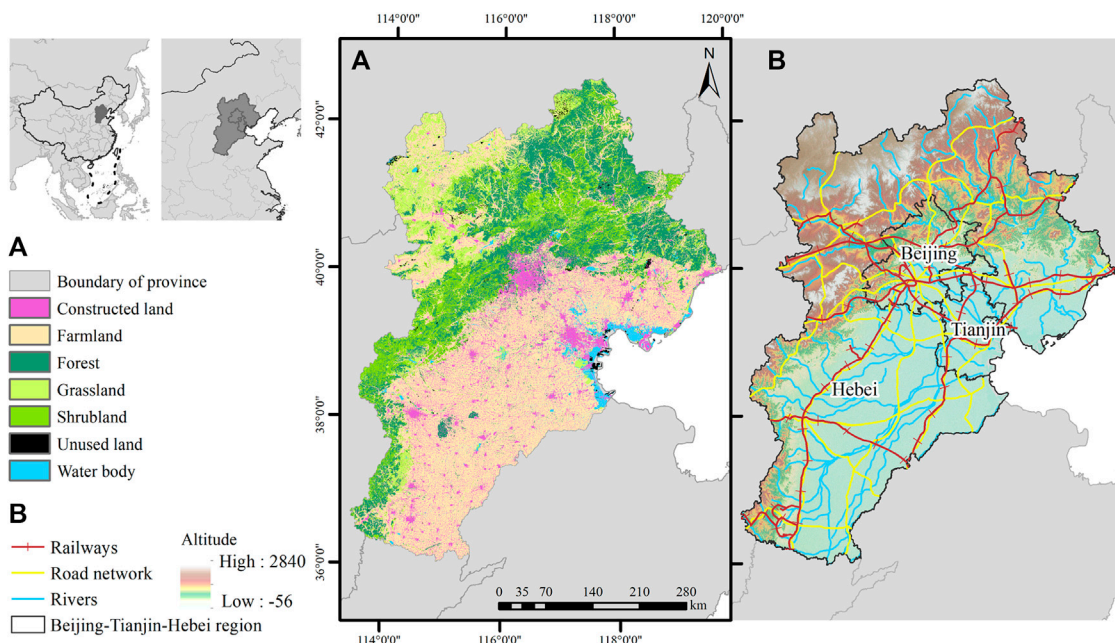 114°0'0"
116°0'0"
118°0'0"
120°0'0"
A
N
B
42°0'0"
40°0'0"
38°0'0"
36°0'0"
A
Boundary of province
Constructed land
Farmland
Forest
Grassland
Shrubland
Unused land
Water body
B
Railways
Road network
Rivers
Beijing-Tianjin-Hebei region
Altitude
High : 2840
Low : -56
Beijing
Tianjin
Hebei
0 35 70 140 210 280
km
114°0'0"
116°0'0"
118°0'0"